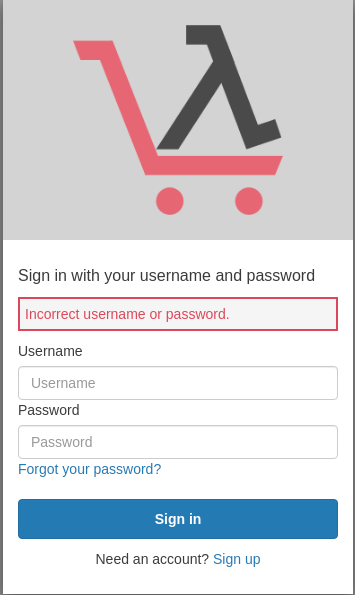 Sign in with your username and password
Incorrect username or password.
Username
Username
Password
Password
Forgot your password?
Sign in
Need an account? Sign up